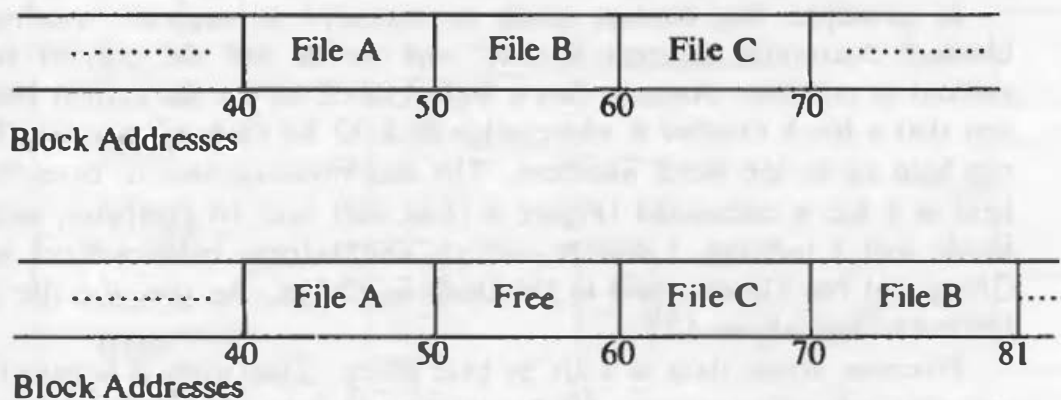 ........ File A File B File C ........
40 50 60 70
Block Addresses
........ File A Free File C File B ....
40 50 60 70 81
Block Addresses